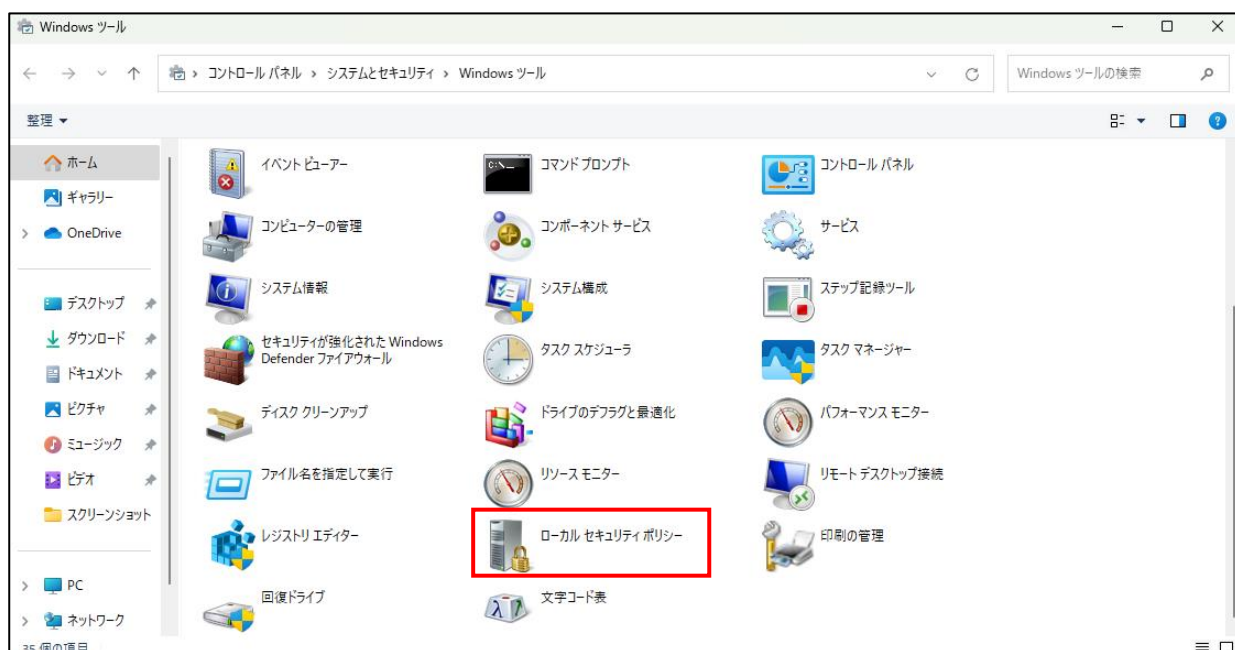 Windows ツール
コントロール パネル › システムとセキュリティ › Windows ツール
Windows ツールの検索
整理
ホーム
ギャラリー
OneDrive
デスクトップ
ダウンロード
ドキュメント
ピクチャ
ミュージック
ビデオ
スクリーンショット
PC
ネットワーク
イベント ビューアー
コマンド プロンプト
コントロール パネル
コンピューターの管理
コンポーネント サービス
サービス
システム情報
システム構成
ステップ記録ツール
セキュリティが強化された Windows
Defender ファイアウォール
タスク スケジューラ
タスク マネージャー
ディスク クリーンアップ
ドライブのデフラグと最適化
パフォーマンス モニター
ファイル名を指定して実行
リソース モニター
リモート デスクトップ接続
レジストリ エディター
ローカル セキュリティ ポリシー
印刷の管理
回復ドライブ
文字コード表
35 個の項目